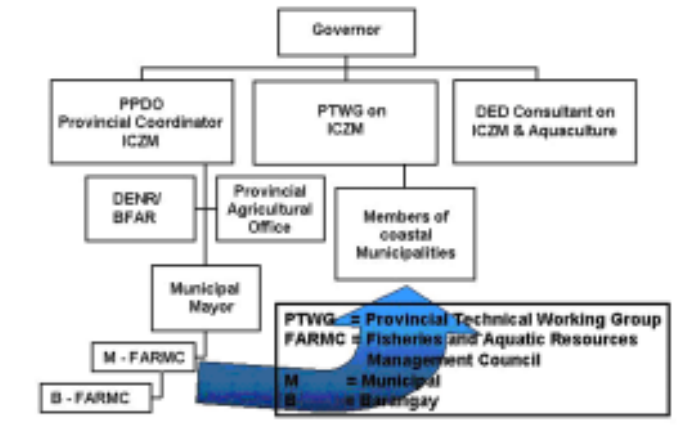 Governor
PPDO
Provincial Coordinator
ICZM
PTWG on
ICZM
DED Consultant on
ICZM & Aquaculture
DENR/
BFAR
Provincial
Agricultural
Office
Members of
coastal
Municipalities
Municipal
Mayor
M - FARMC
B - FARMC
PTWG = Provincial Technical Working Group
FARMC = Fisheries and Aquatic Resources
Management Council
M = Municipal
B = Barangay